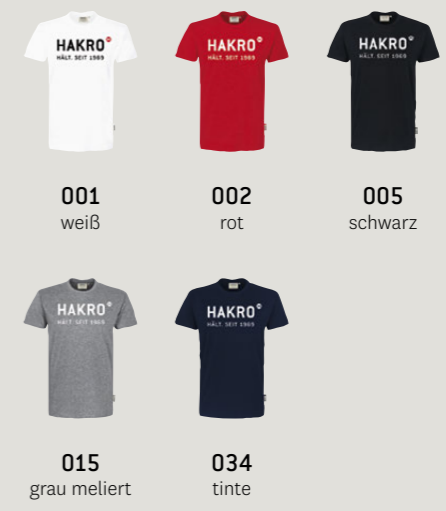 HAKRO
HÄLT. SEIT 1969
HAKRO
HÄLT. SEIT 1969
HAKRO
HÄLT. SEIT 1969
001
002
005
weiß
rot
schwarz
HAKRO
HÄLT. SEIT 1969
HAKRO
HÄLT. SEIT 1969
015
034
grau meliert
tinte